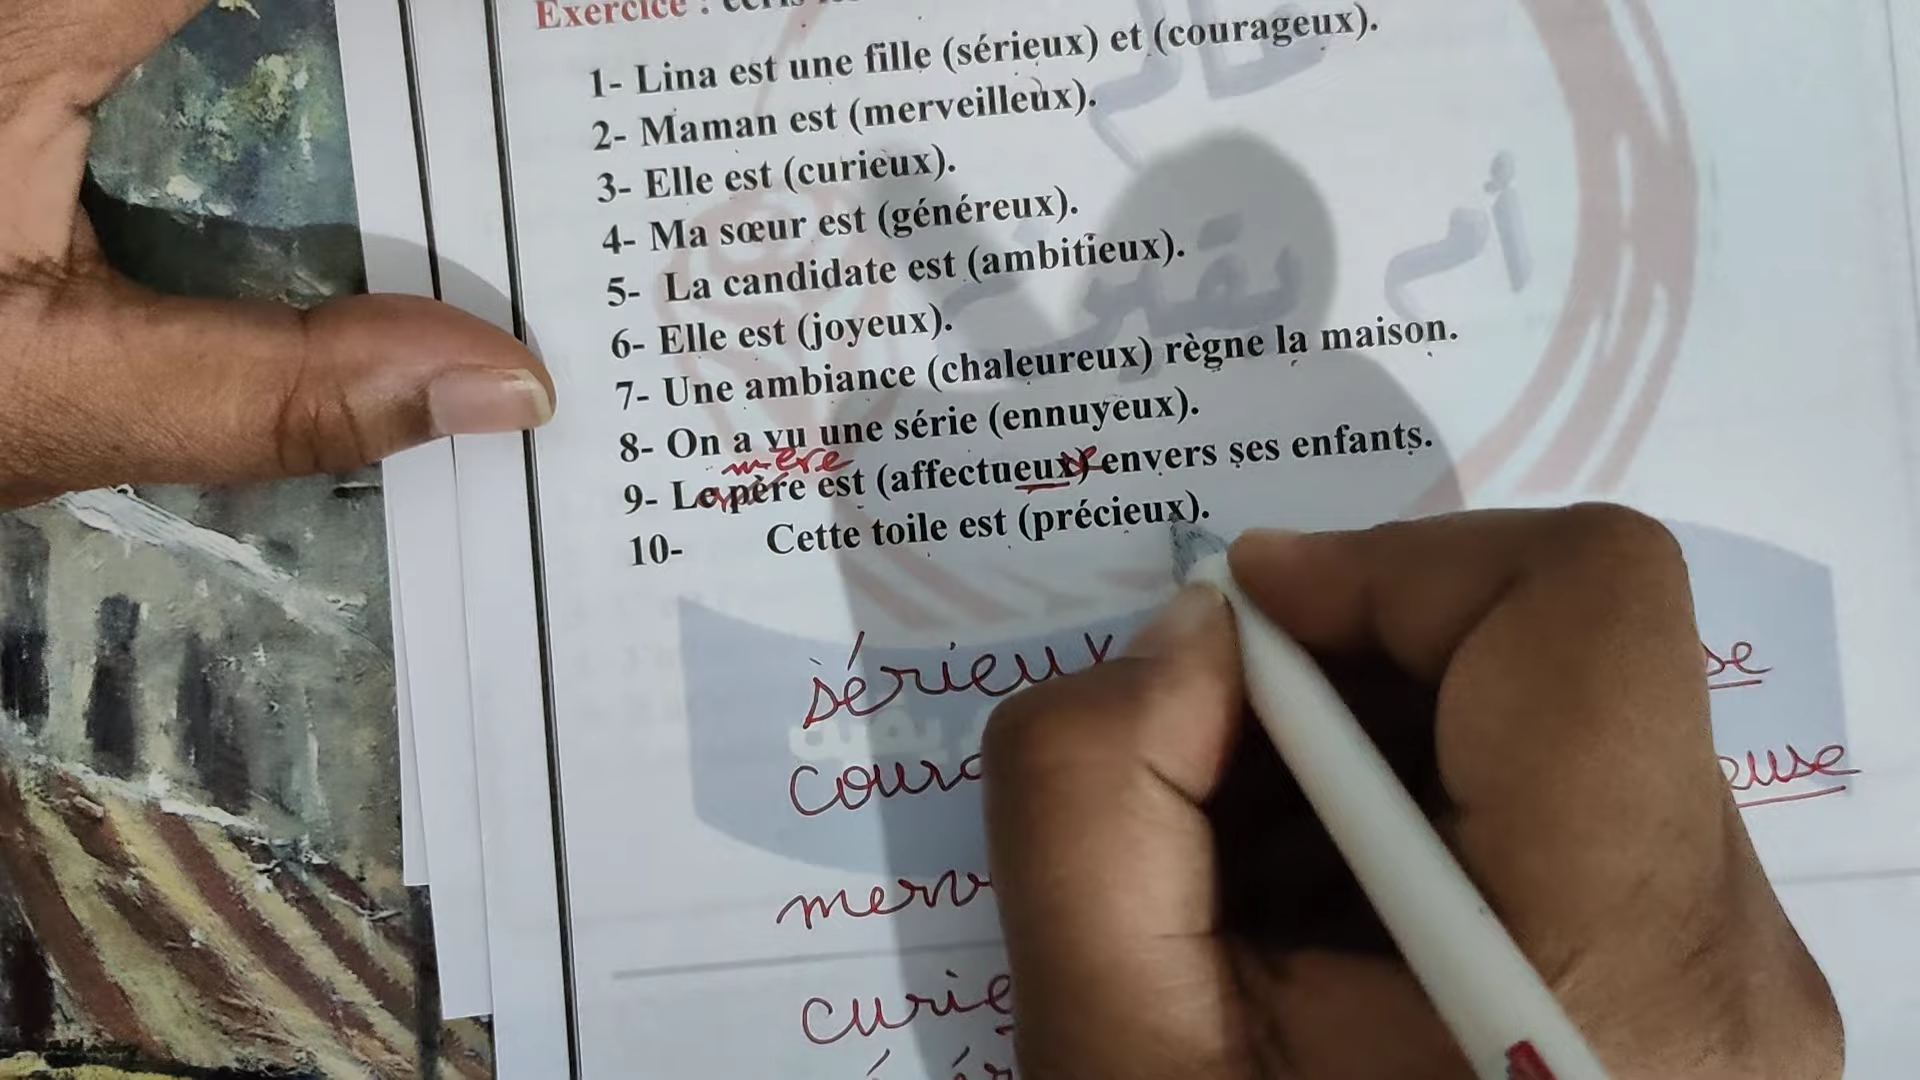 Exercice :
1- Lina est une fille (sérieux) et (courageux).
2- Maman est (merveilleux).
3- Elle est (curieux).
4- Ma sœur est (généreux).
5- La candidate est (ambitieux).
6- Elle est (joyeux).
7- Une ambiance (chaleureux) règne la maison.
8- On a vu une série (ennuyeux).
mère
9- Le père est (affectueux) envers ses enfants.
10- Cette toile est (précieux).
sérieux se
euse